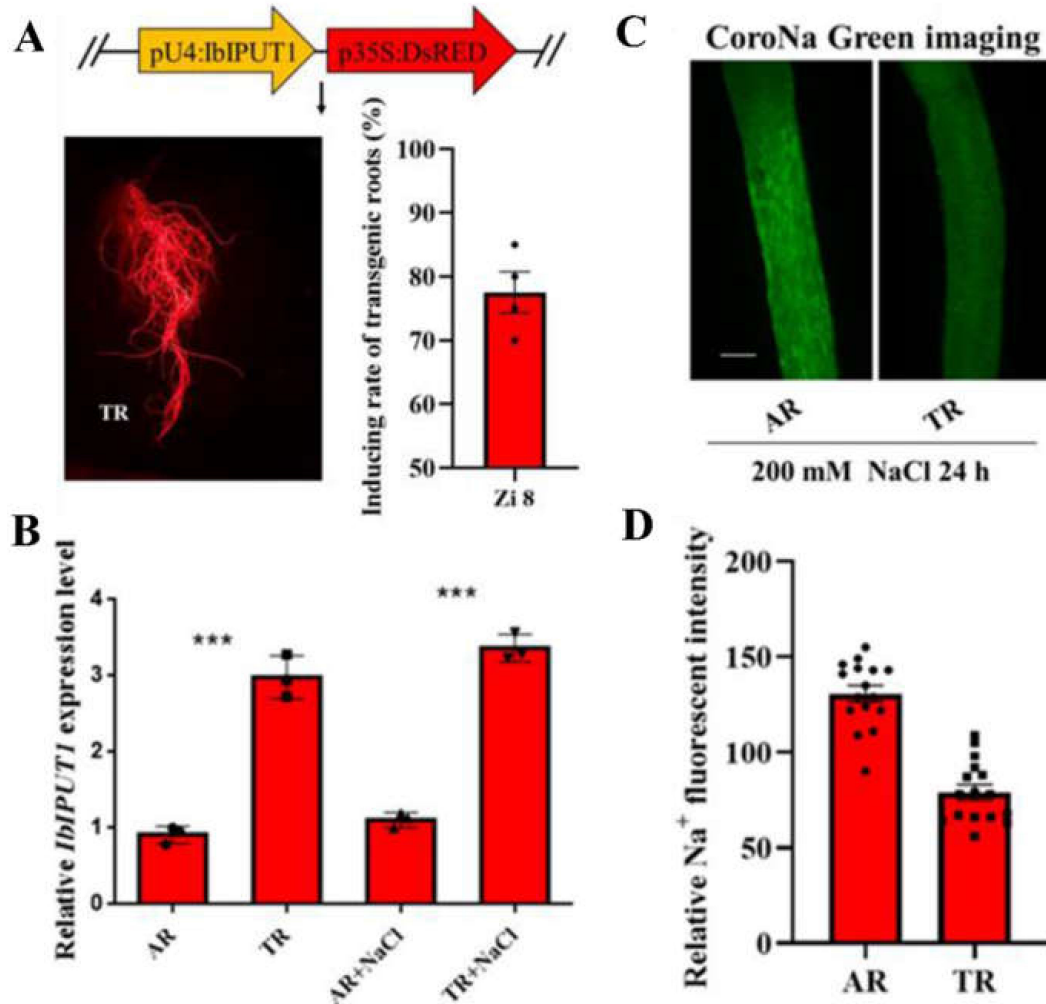 A
pU4:IbIPUT1
p35S:DsRED
TR
Inducing rate of transgenic roots (%)
100
90
80
70
60
50
Zi 8
B
Relative IbIPUT1 expression level
4
3
2
1
0
***
***
AR
TR
AR+NaCl
TR+NaCl
C
CoroNa Green imaging
AR
TR
200 mM NaCl 24 h
D
Relative Na⁺ fluorescent intensity
200
150
100
50
0
AR
TR